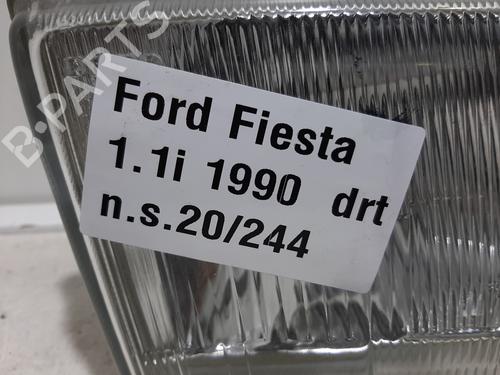 B-PARTS
Ford Fiesta
1.1i 1990 drt
n.s.20/244